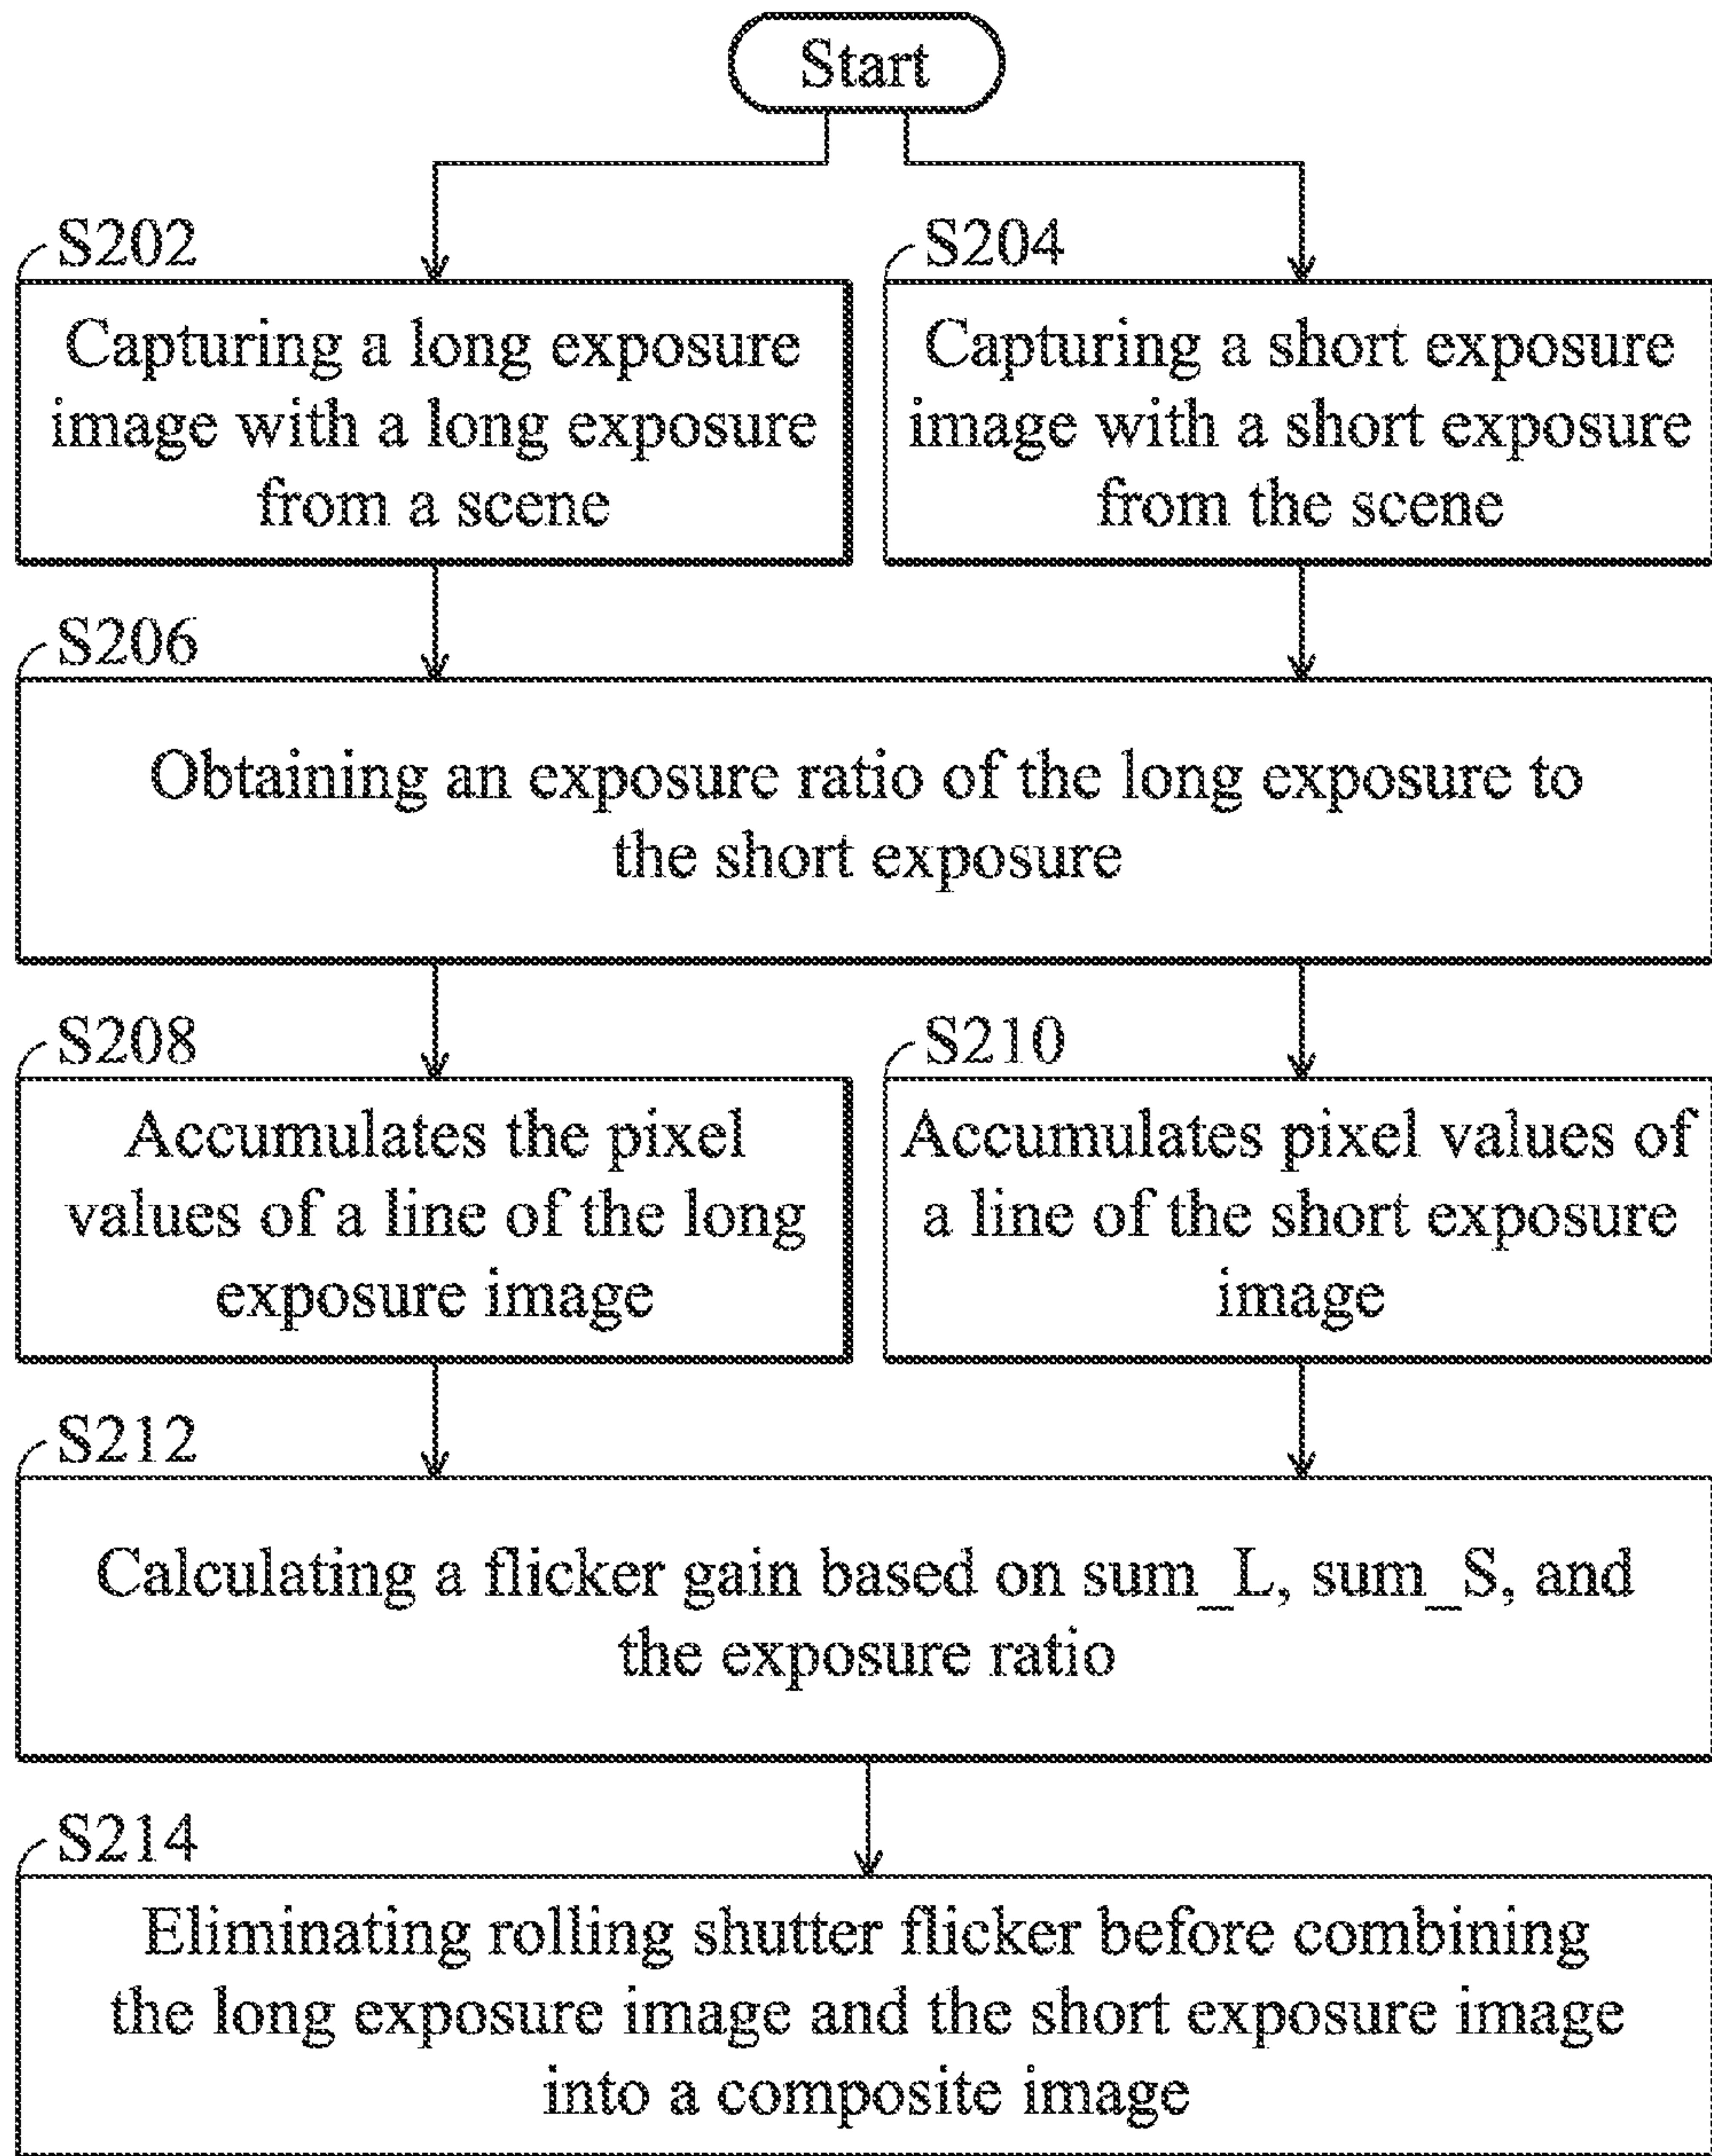 Start
S202
Capturing a long exposure
image with a long exposure
from a scene
S204
Capturing a short exposure
image with a short exposure
from the scene
S206
Obtaining an exposure ratio of the long exposure to
the short exposure
S208
Accumulates the pixel
values of a line of the long
exposure image
S210
Accumulates pixel values of
a line of the short exposure
image
S212
Calculating a flicker gain based on sum_L, sum_S, and
the exposure ratio
S214
Eliminating rolling shutter flicker before combining
the long exposure image and the short exposure image
into a composite image